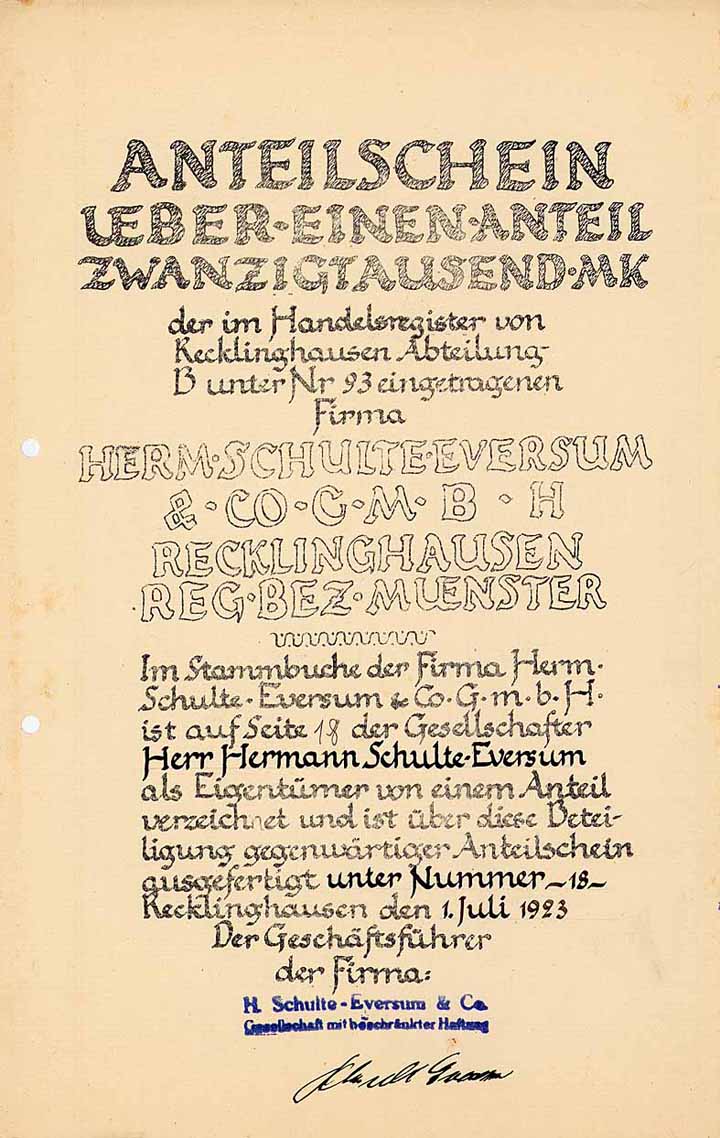 ANTEILSCHEIN
UEBER·EINEN·ANTEIL
ZWANZIGTAUSEND·MK
der im Handelsregister von
Recklinghausen Abteilung
B unter Nr 93 eingetragenen
Firma
HERM·SCHULTE·EVERSUM
& · CO · G · M · B · H
RECKLINGHAUSEN
REG·BEZ·MUENSTER
Im Stammbuche der Firma Herm·
Schulte·Eversum & Co·G·m·b·H·
ist auf Seite 18 der Gesellschafter
Herr Hermann Schulte-Eversum
als Eigentümer von einem Anteil
verzeichnet und ist über diese Betei-
ligung gegenwärtiger Anteilschein
ausgefertigt unter Nummer -18-
Recklinghausen den 1. Juli 1923
Der Geschäftsführer
der Firma:
H. Schulte-Eversum & Co.
Gesellschaft mit beschränkter Haftung